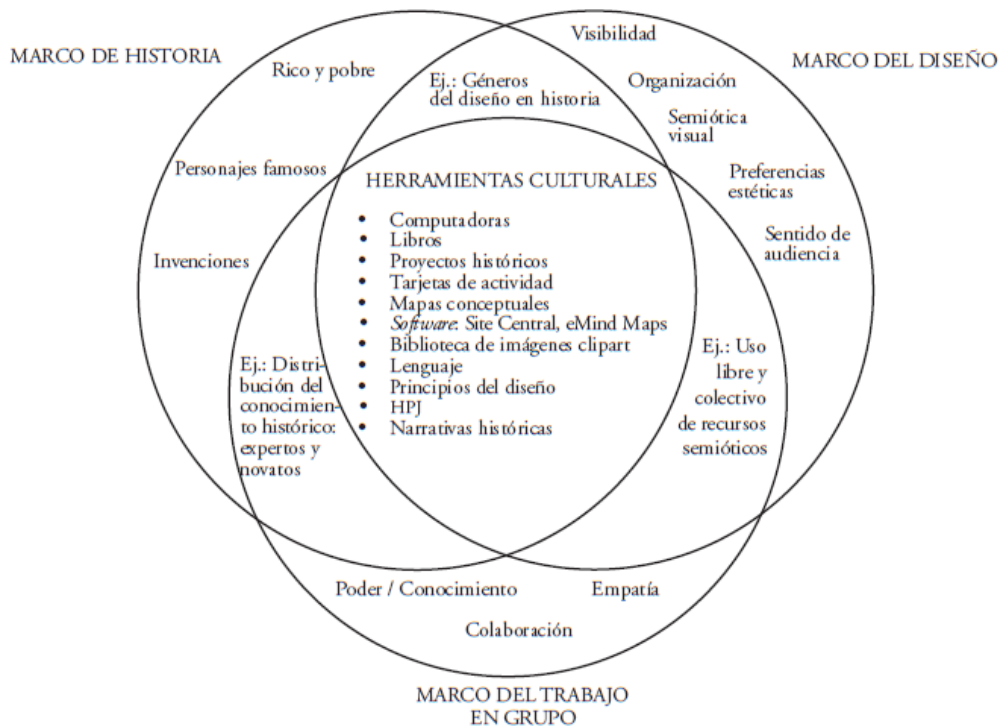 MARCO DE HISTORIA
Visibilidad
MARCO DEL DISEÑO
Rico y pobre
Ej.: Géneros
del diseño en historia
Organización
Semiótica
visual
Personajes famosos
Preferencias
estéticas
HERRAMIENTAS CULTURALES
Invenciones
Sentido de
audiencia
• Computadoras
• Libros
• Proyectos históricos
• Tarjetas de actividad
• Mapas conceptuales
• Software: Site Central, eMind Maps
• Biblioteca de imágenes clipart
• Lenguaje
• Principios del diseño
• HPJ
• Narrativas históricas
Ej.: Distri-
bución del
conocimien-
to histórico:
expertos y
novatos
Ej.: Uso
libre y
colectivo
de recursos
semióticos
Poder / Conocimiento
Empatía
Colaboración
MARCO DEL TRABAJO
EN GRUPO